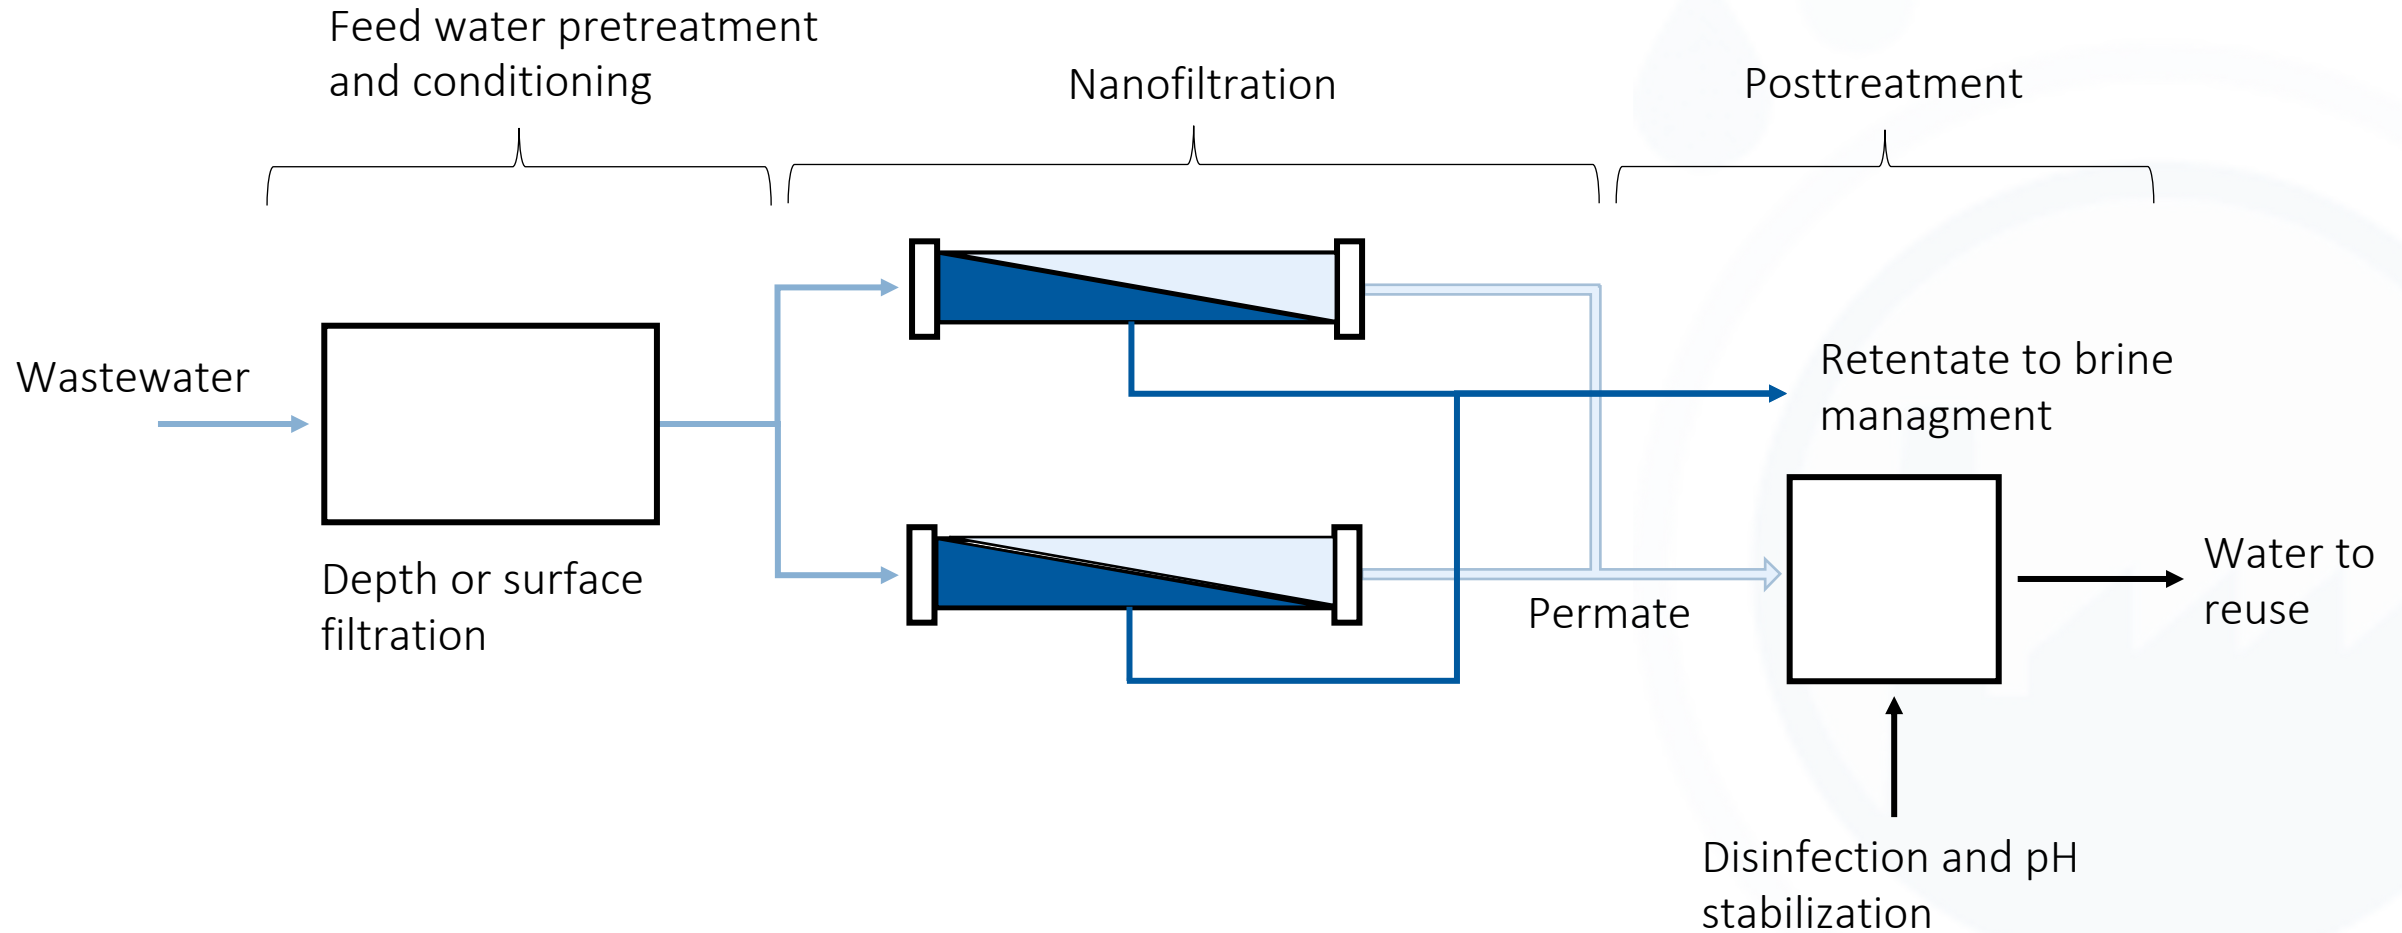 Feed water pretreatment
and conditioning
Nanofiltration
Posttreatment
Wastewater
Retentate to brine
managment
Depth or surface
filtration
Permate
Water to
reuse
Disinfection and pH
stabilization